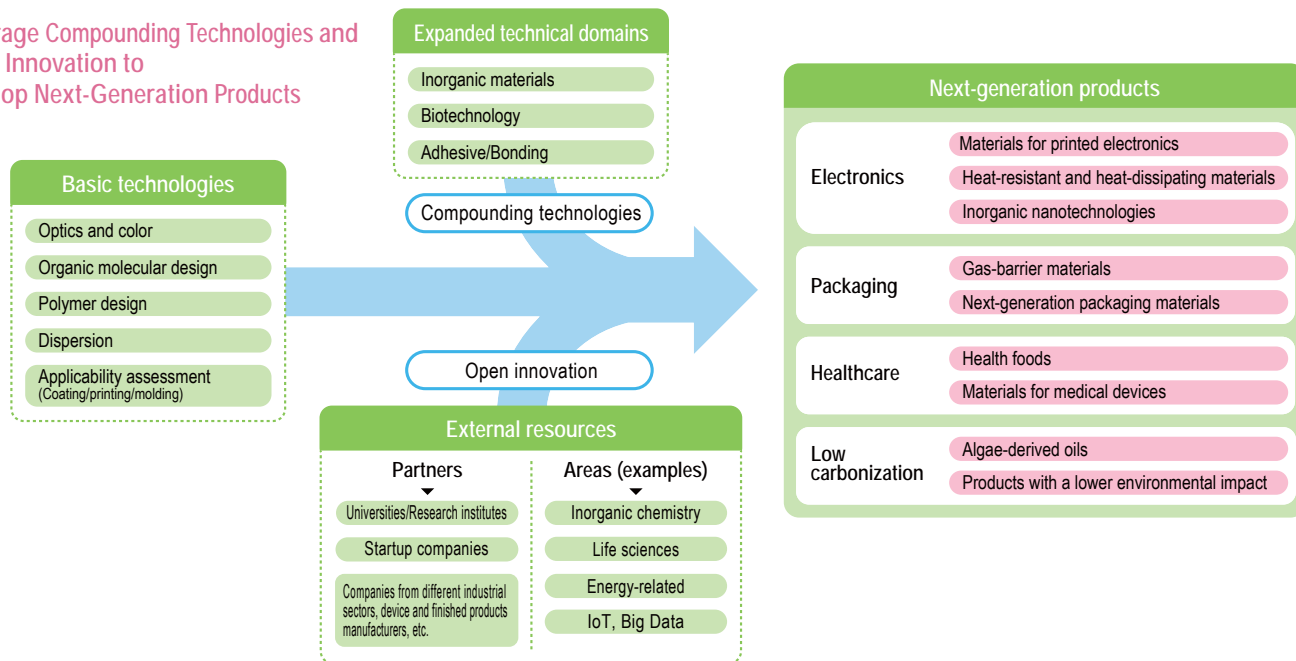 rage Compounding Technologies and
Innovation to
op Next-Generation Products
Expanded technical domains
Inorganic materials
Biotechnology
Adhesive/Bonding
Basic technologies
Optics and color
Organic molecular design
Polymer design
Dispersion
Applicability assessment
(Coating/printing/molding)
Compounding technologies
Open innovation
External resources
Partners
Universities/Research institutes
Startup companies
Companies from different industrial
sectors, device and finished products
manufacturers, etc.
Areas (examples)
Inorganic chemistry
Life sciences
Energy-related
IoT, Big Data
Next-generation products
Electronics
Materials for printed electronics
Heat-resistant and heat-dissipating materials
Inorganic nanotechnologies
Packaging
Gas-barrier materials
Next-generation packaging materials
Healthcare
Health foods
Materials for medical devices
Low
carbonization
Algae-derived oils
Products with a lower environmental impact